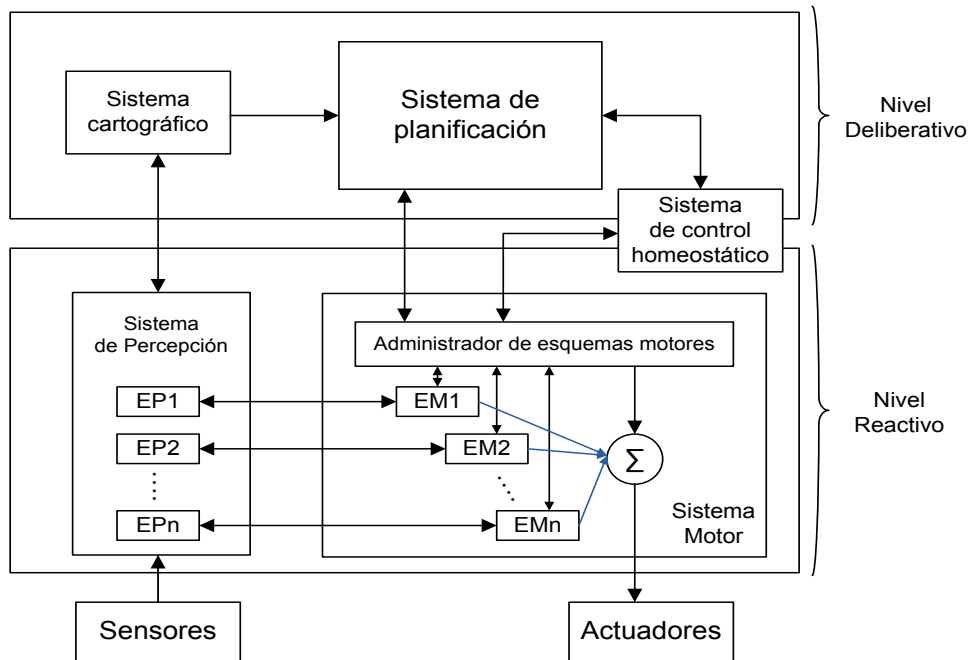 Sistema
cartográfico
Sistema de
planificación
Nivel
Deliberativo
Sistema
de control
homeostático
Sistema
de Percepción
Administrador de esquemas motores
EP1
EM1
EP2
EM2
EPn
EMn
Σ
Sistema
Motor
Nivel
Reactivo
Sensores
Actuadores